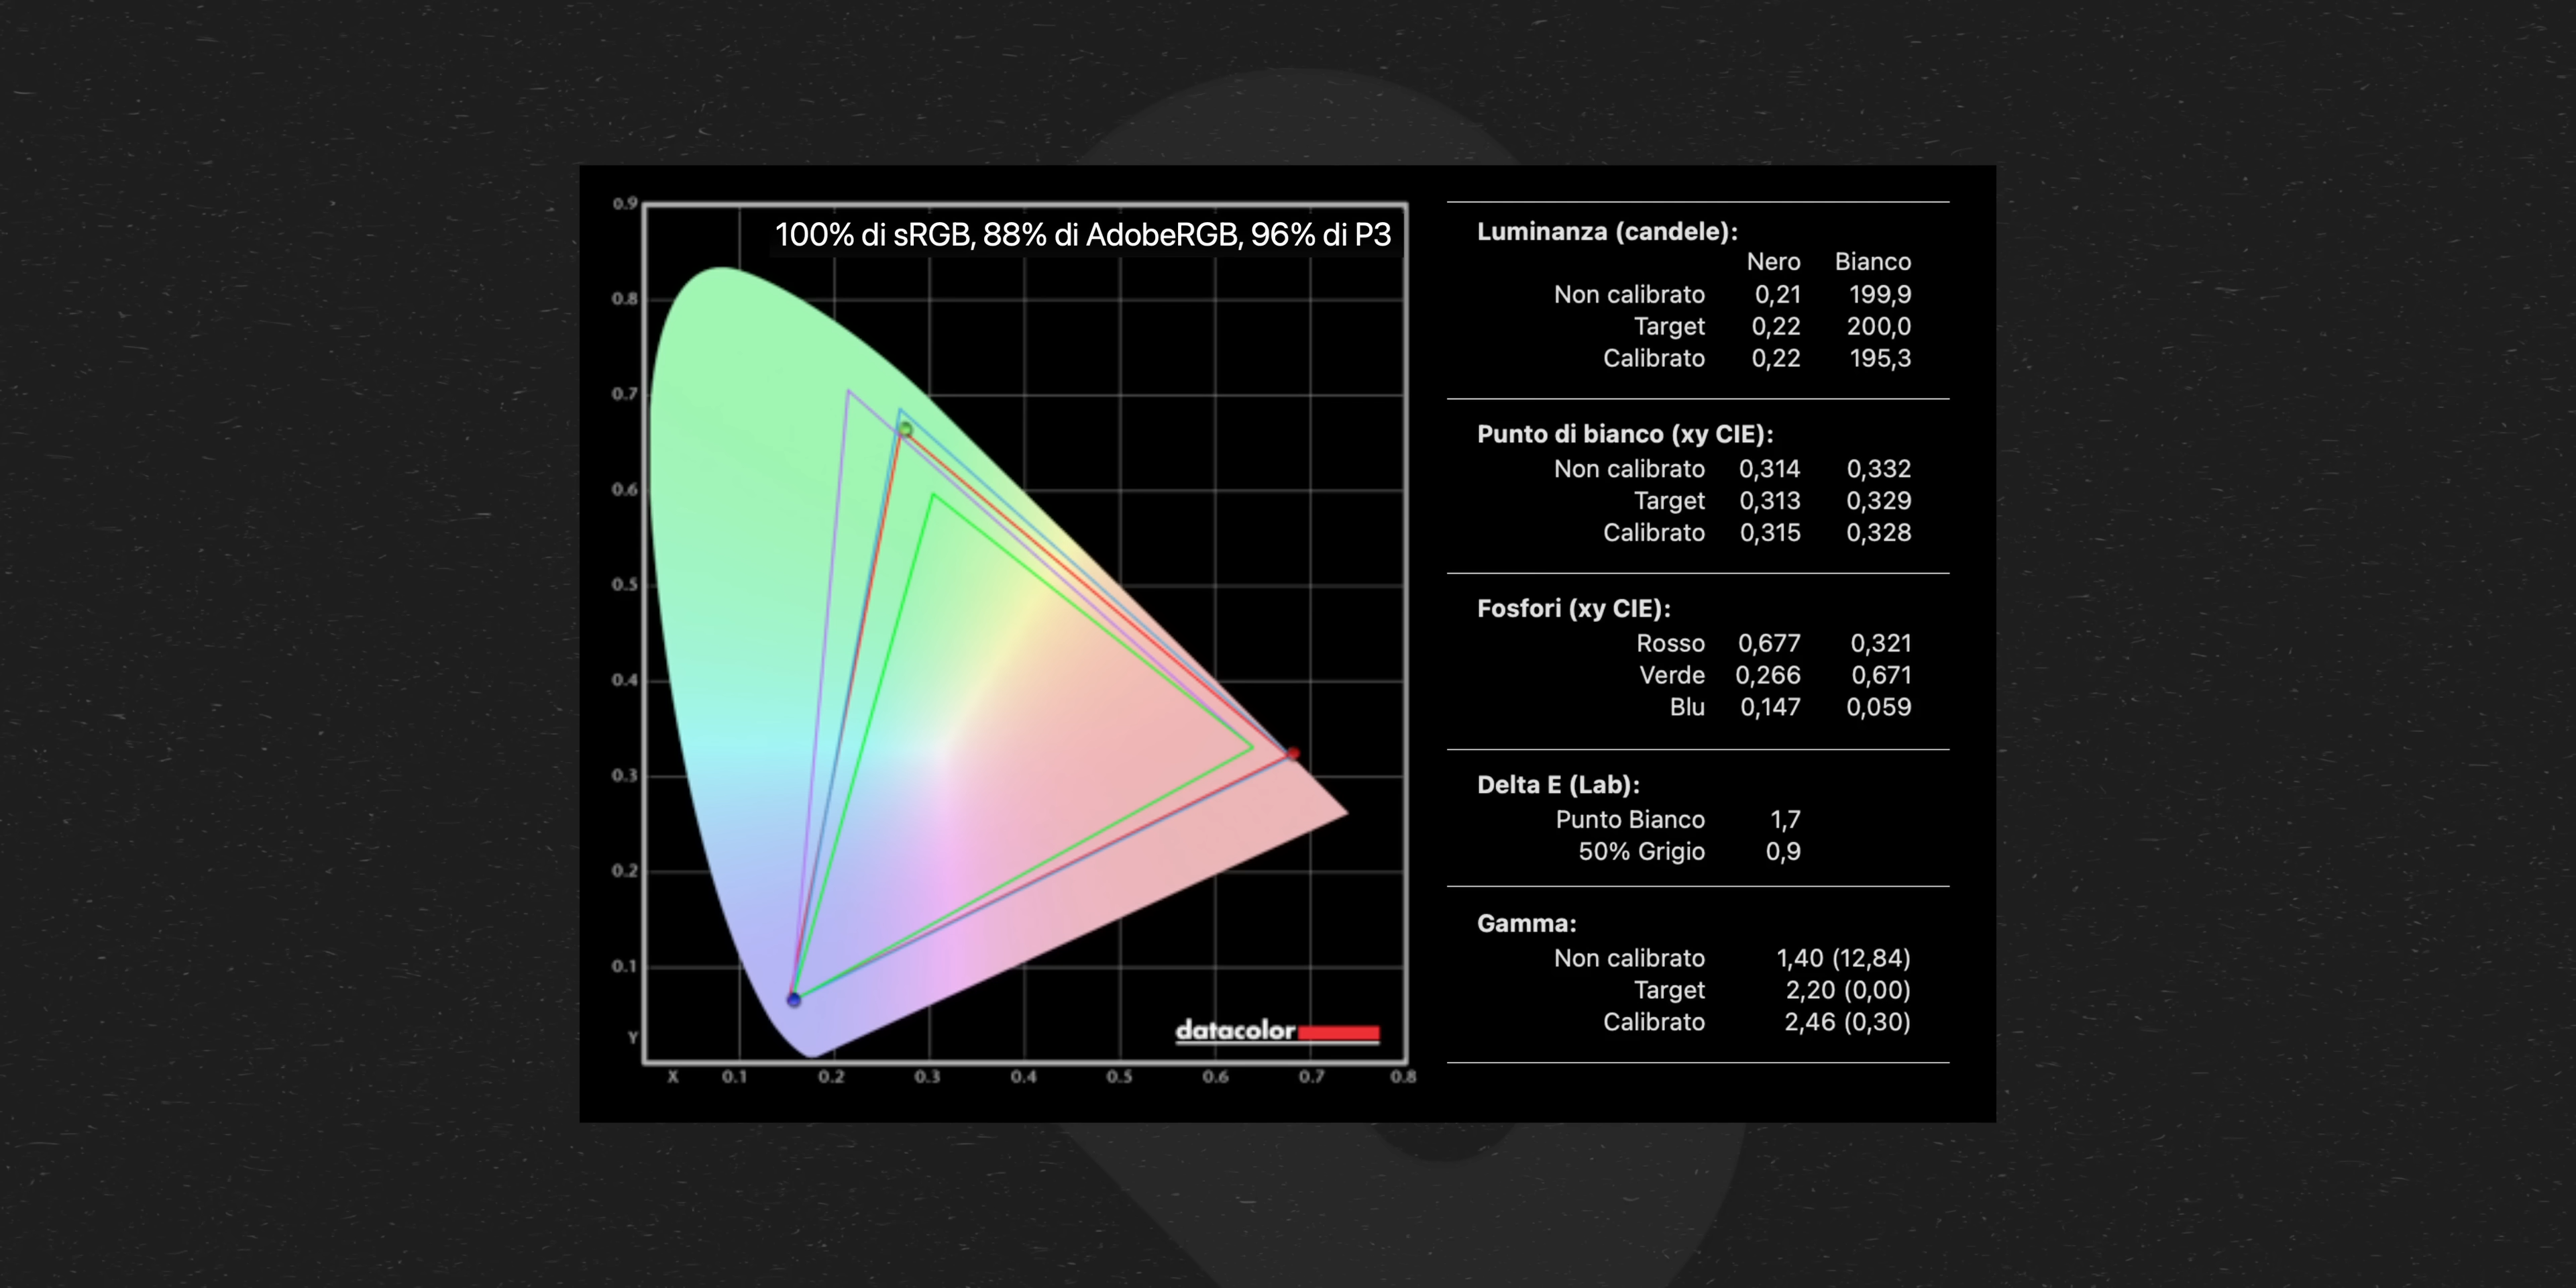 100% di sRGB, 88% di AdobeRGB, 96% di P3
0.9
0.8
0.7
0.6
0.5
0.4
0.3
0.2
0.1
Y
X 0.1 0.2 0.3 0.4 0.5 0.6 0.7 0.8
datacolor
Luminanza (candele):
Nero Bianco
Non calibrato 0,21 199,9
Target 0,22 200,0
Calibrato 0,22 195,3
Punto di bianco (xy CIE):
Non calibrato 0,314 0,332
Target 0,313 0,329
Calibrato 0,315 0,328
Fosfori (xy CIE):
Rosso 0,677 0,321
Verde 0,266 0,671
Blu 0,147 0,059
Delta E (Lab):
Punto Bianco 1,7
50% Grigio 0,9
Gamma:
Non calibrato 1,40 (12,84)
Target 2,20 (0,00)
Calibrato 2,46 (0,30)